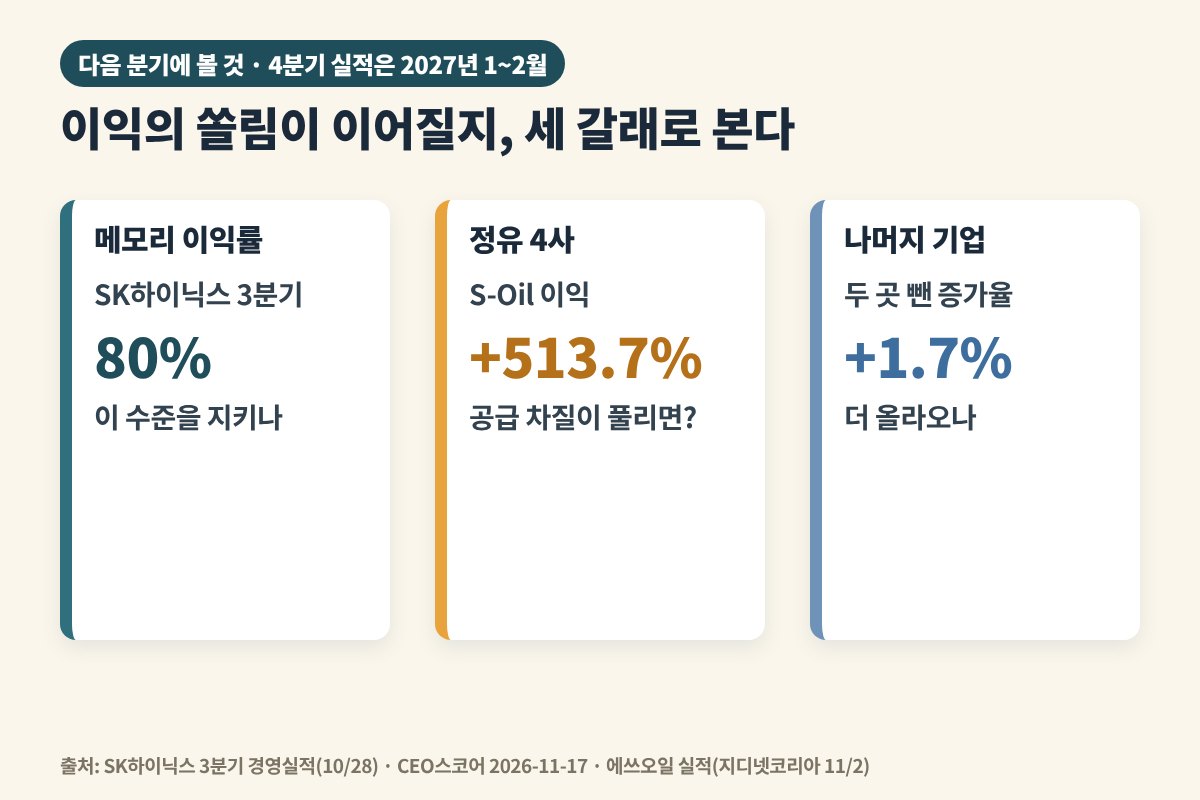 다음 분기에 볼 것 · 4분기 실적은 2027년 1~2월
이익의 쏠림이 이어질지, 세 갈래로 본다
메모리 이익률
SK하이닉스 3분기
80%
이 수준을 지키나
정유 4사
S-Oil 이익
+513.7%
공급 차질이 풀리면?
나머지 기업
두 곳 뺀 증가율
+1.7%
더 올라오나
출처: SK하이닉스 3분기 경영실적(10/28) · CEO스코어 2026-11-17 · 에쓰오일 실적(지디넷코리아 11/2)